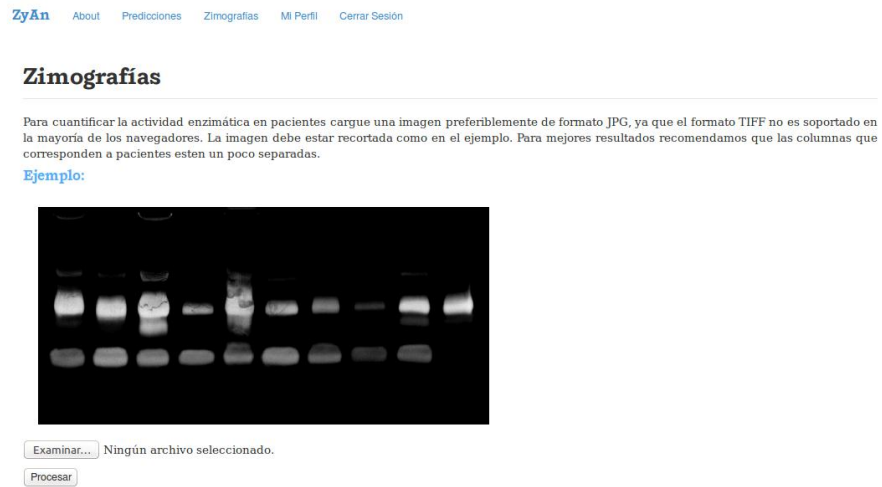 ZyAn About Predicciones Zimografías Mi Perfil Cerrar Sesión
Zimografías
Para cuantificar la actividad enzimática en pacientes cargue una imagen preferiblemente de formato JPG, ya que el formato TIFF no es soportado en
la mayoría de los navegadores. La imagen debe estar recortada como en el ejemplo. Para mejores resultados recomendamos que las columnas que
corresponden a pacientes esten un poco separadas.
Ejemplo:
Examinar... Ningún archivo seleccionado.
Procesar